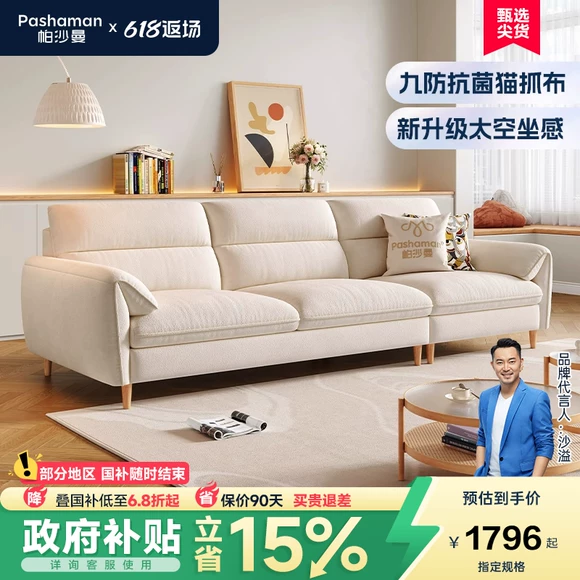 Pashaman
帕沙曼
x
618返场
甄选
尖货
九防抗菌猫抓布
新升级太空坐感
Pashaman
帕沙曼
品牌代言人：沙溢
!部分地区 国补随时结束
降 叠国补低至6.8折起
省 保价90天 买贵退差
政府补贴
详询客服使用
立省15%
预估到手价
¥1796起
指定规格